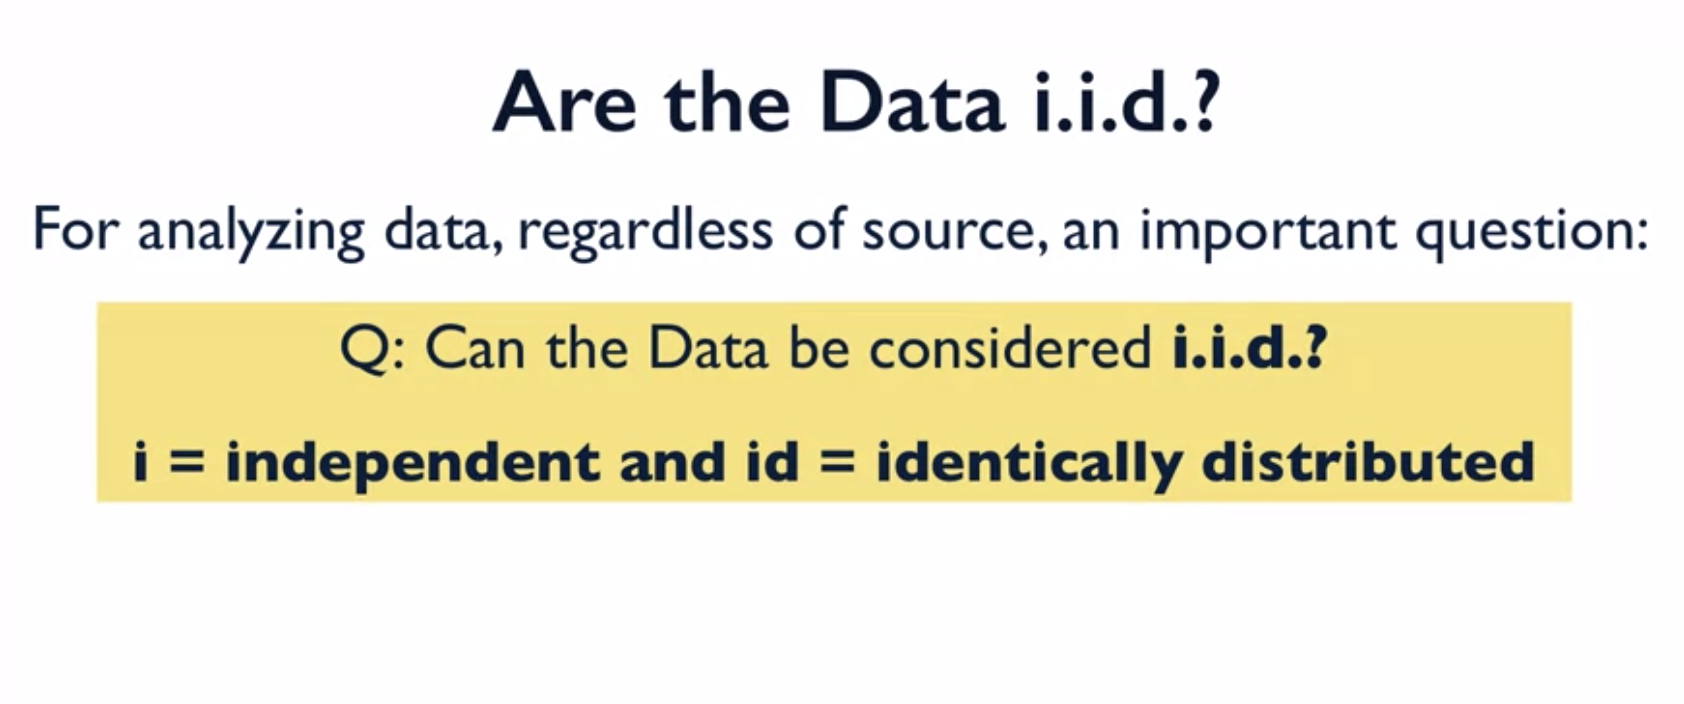 Are the Data i.i.d.?
For analyzing data, regardless of source, an important question:
Q: Can the Data be considered i.i.d.?
i = independent and id = identically distributed